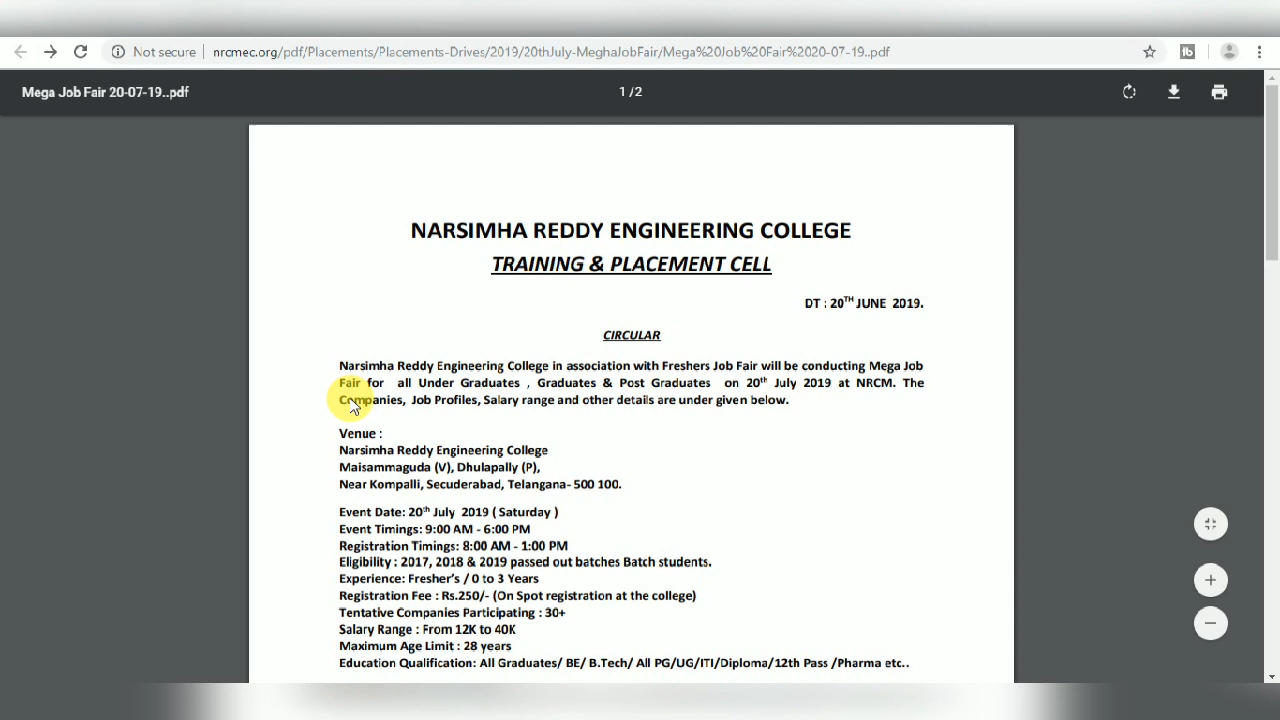 Not secure
nrcmec.org/pdf/Placements/Placements-Drives/2019/20thJuly-MeghaJobFair/Mega%20Job%20Fair%2020-07-19..pdf
Mega Job Fair 20-07-19..pdf
1 /2
NARSIMHA REDDY ENGINEERING COLLEGE
TRAINING & PLACEMENT CELL
DT : 20TH JUNE 2019.
CIRCULAR
Narsimha Reddy Engineering College in association with Freshers Job Fair will be conducting Mega Job
Fair for all Under Graduates , Graduates & Post Graduates on 20th July 2019 at NRCM. The
Companies, Job Profiles, Salary range and other details are under given below.
Venue :
Narsimha Reddy Engineering College
Maisammaguda (V), Dhulapally (P),
Near Kompalli, Secuderabad, Telangana- 500 100.
Event Date: 20th July 2019 ( Saturday )
Event Timings: 9:00 AM - 6:00 PM
Registration Timings: 8:00 AM - 1:00 PM
Eligibility : 2017, 2018 & 2019 passed out batches Batch students.
Experience: Fresher's / 0 to 3 Years
Registration Fee : Rs.250/- (On Spot registration at the college)
Tentative Companies Participating : 30+
Salary Range : From 12K to 40K
Maximum Age Limit : 28 years
Education Qualification: All Graduates/ BE/ B.Tech/ All PG/UG/ITI/Diploma/12th Pass /Pharma etc..